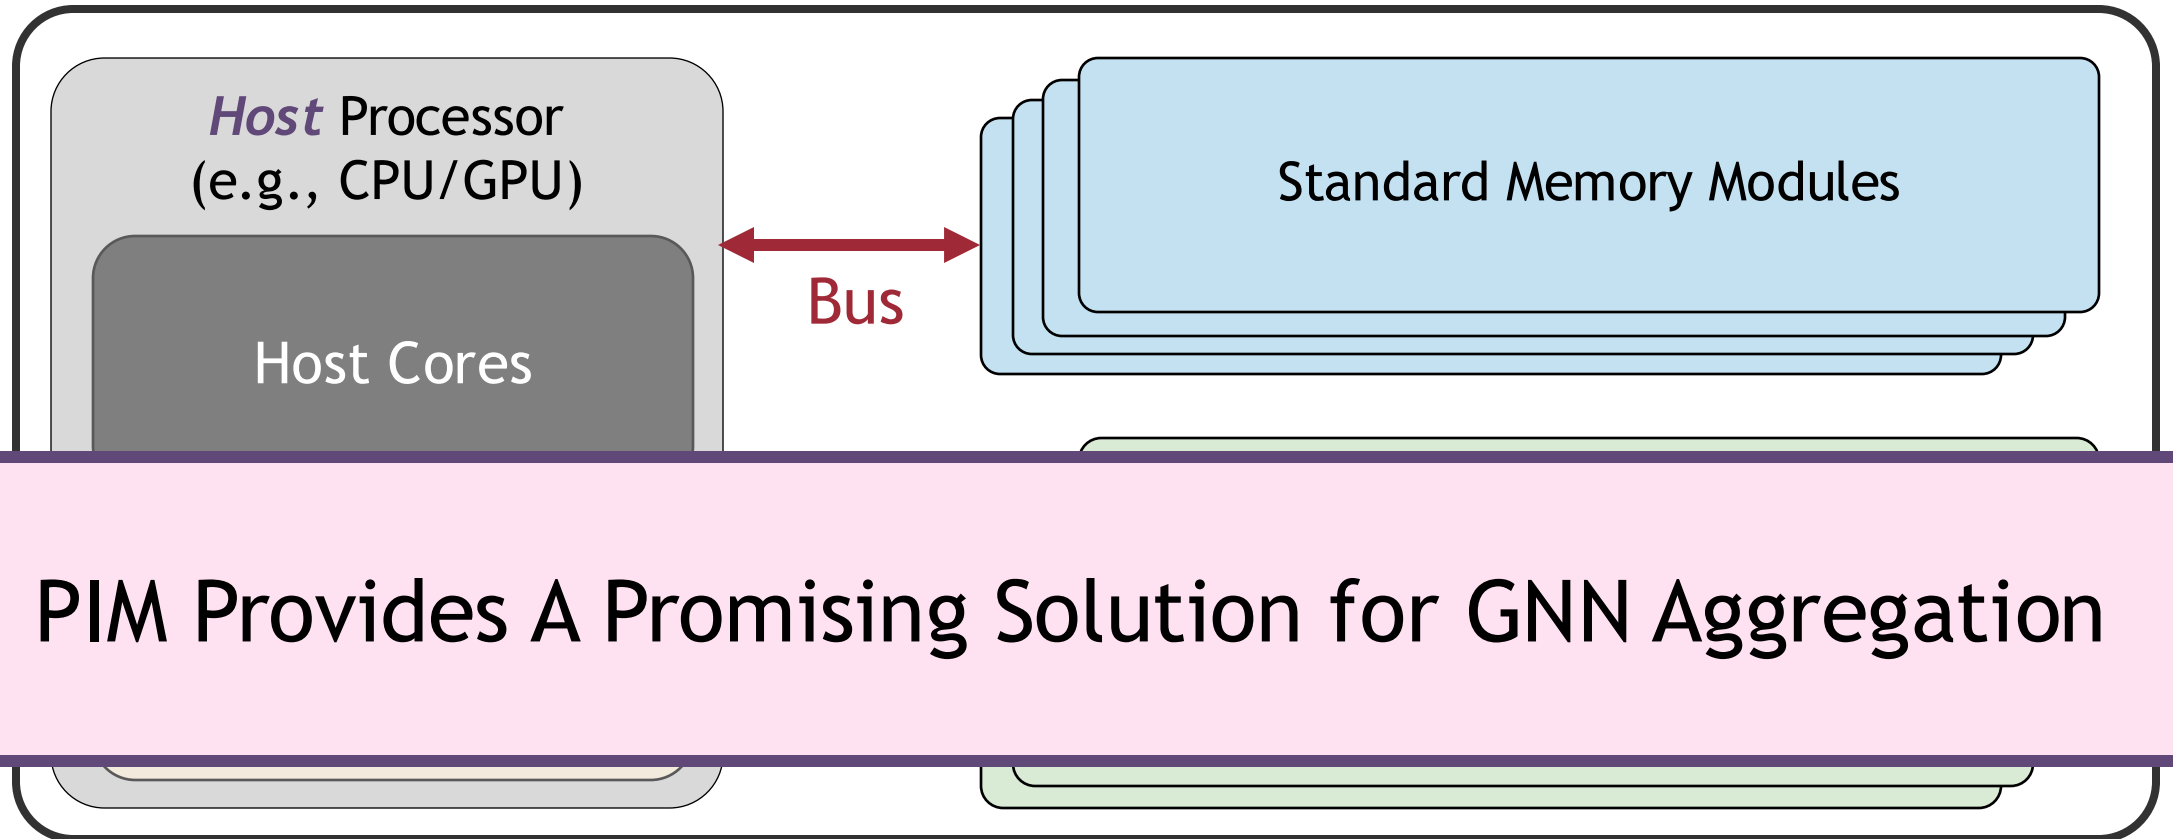 Host Processor
(e.g., CPU/GPU)
Standard Memory Modules
Bus
Host Cores
PIM Provides A Promising Solution for GNN Aggregation